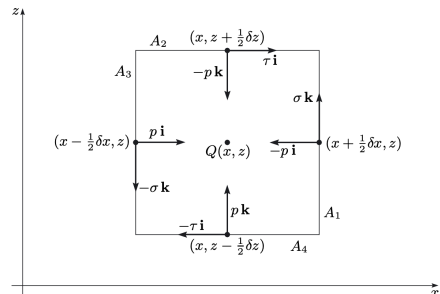 z
A₂
(x, z + ½δz)
τ i
A₃
−p k
σ k
(x − ½δx, z)
p i
Q(x, z)
−p i
(x + ½δx, z)
−σ k
p k
A₁
−τ i
(x, z − ½δz)
A₄
x